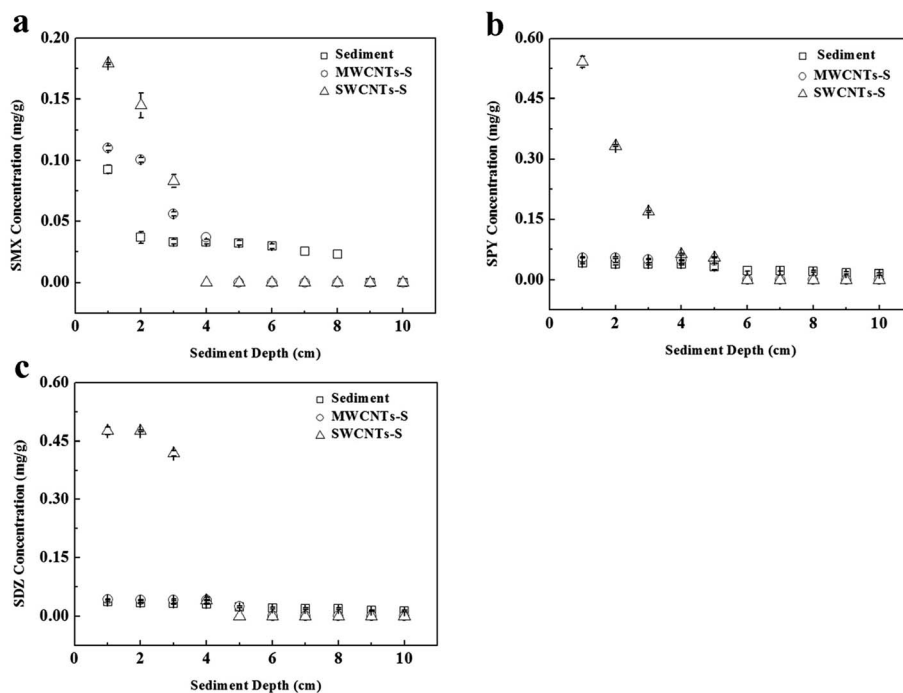 a
0.20
0.15
0.10
0.05
0.00
SMX Concentration (mg/g)
Sediment
MWCNTs-S
SWCNTs-S
0 2 4 6 8 10
Sediment Depth (cm)
b
0.60
0.45
0.30
0.15
0.00
SPY Concentration (mg/g)
Sediment
MWCNTs-S
SWCNTs-S
0 2 4 6 8 10
Sediment Depth (cm)
c
0.60
0.45
0.30
0.15
0.00
SDZ Concentration (mg/g)
Sediment
MWCNTs-S
SWCNTs-S
0 2 4 6 8 10
Sediment Depth (cm)